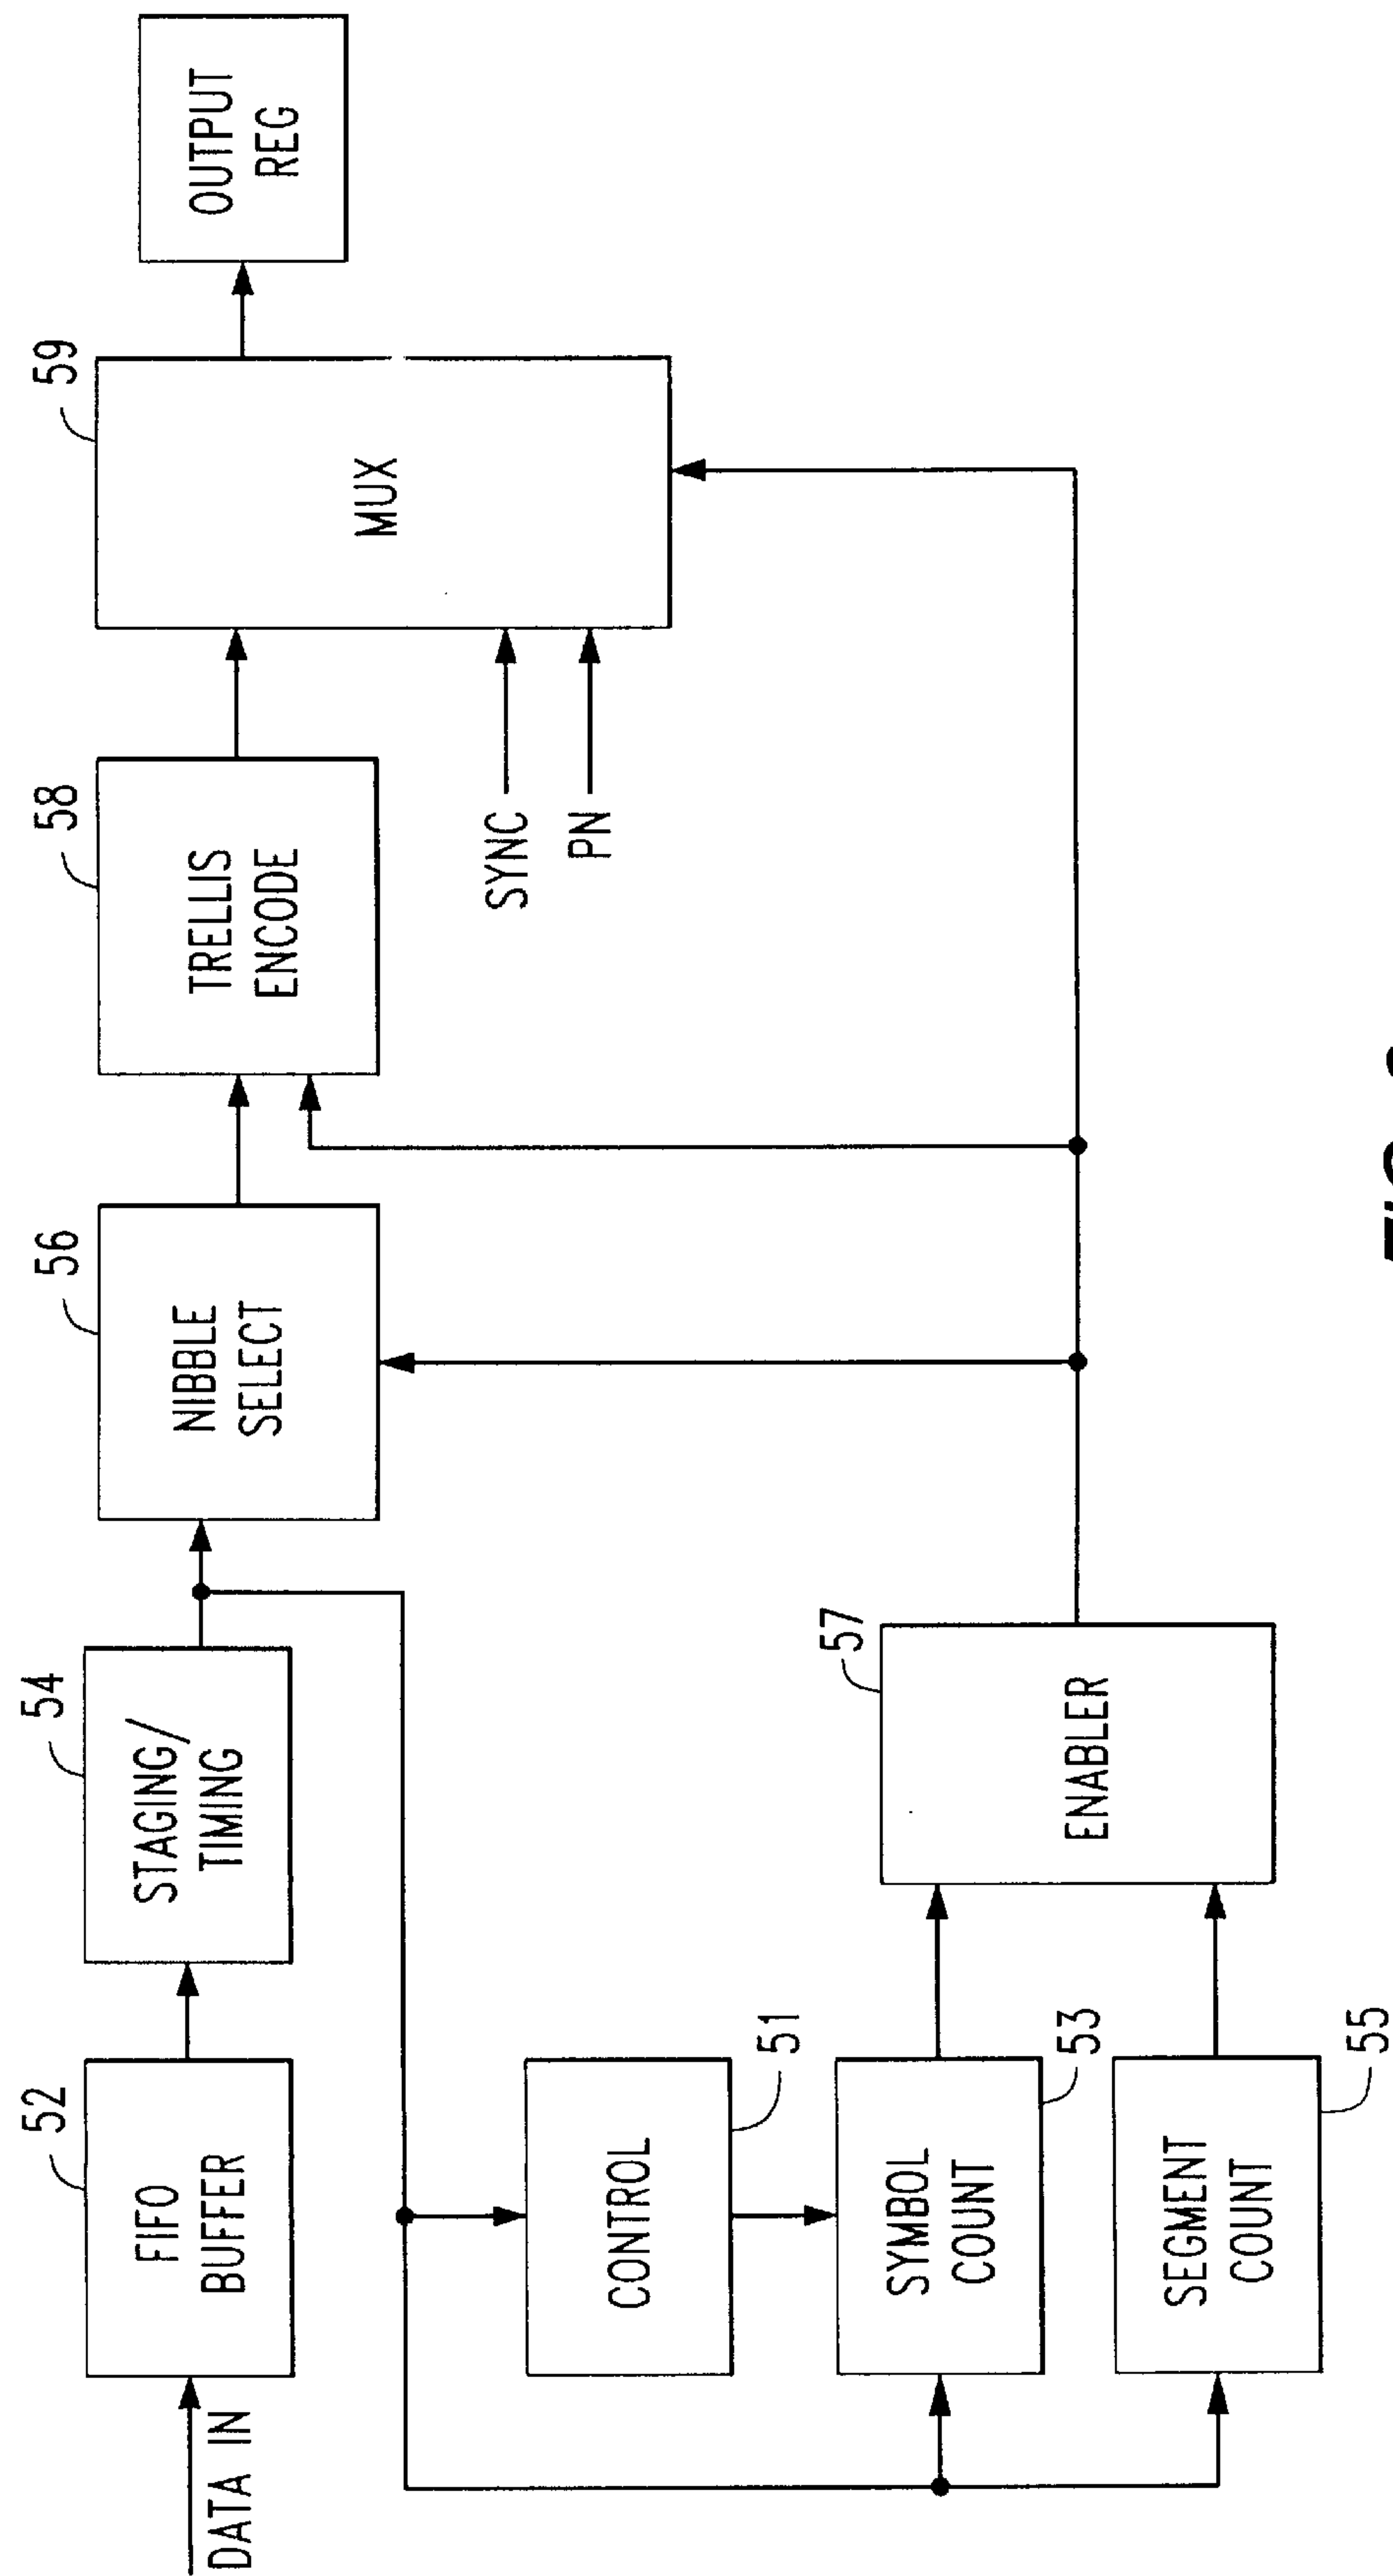 DATA IN
52
FIFO
BUFFER
54
STAGING/
TIMING
56
NIBBLE
SELECT
58
TRELLIS
ENCODE
59
MUX
OUTPUT
REG
SYNC
PN
CONTROL
51
SYMBOL
COUNT
53
SEGMENT
COUNT
55
57
ENABLER